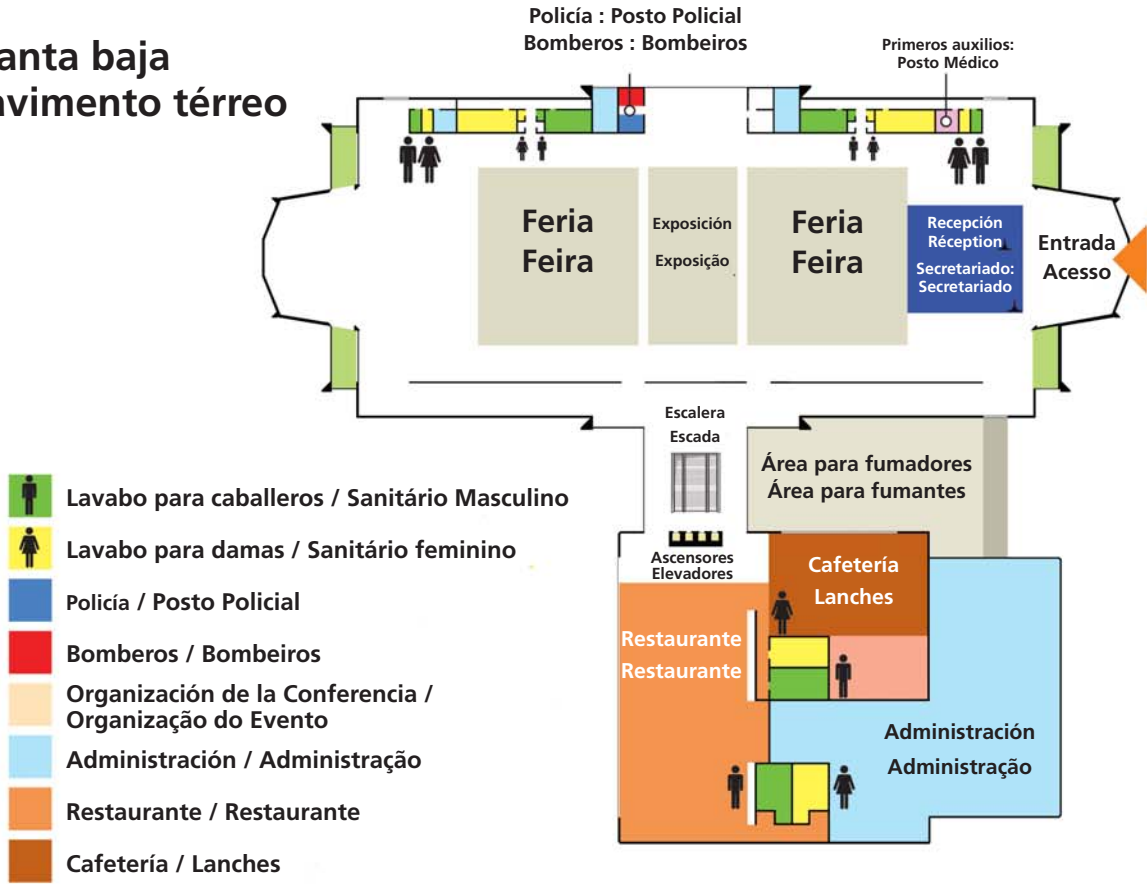 anta baja
avimento térreo
Policía : Posto Policial
Bomberos : Bombeiros
Primeros auxilios:
Posto Médico
Feria
Feira
Exposición
Exposição
Feria
Feira
Recepción
Réception
Secretariado:
Secretariado
Entrada
Acesso
Escalera
Escada
Área para fumadores
Área para fumantes
Ascensores
Elevadores
Cafetería
Lanches
Restaurante
Restaurante
Administración
Administração
Lavabo para caballeros / Sanitário Masculino
Lavabo para damas / Sanitário feminino
Policía / Posto Policial
Bomberos / Bombeiros
Organización de la Conferencia /
Organização do Evento
Administración / Administração
Restaurante / Restaurante
Cafetería / Lanches